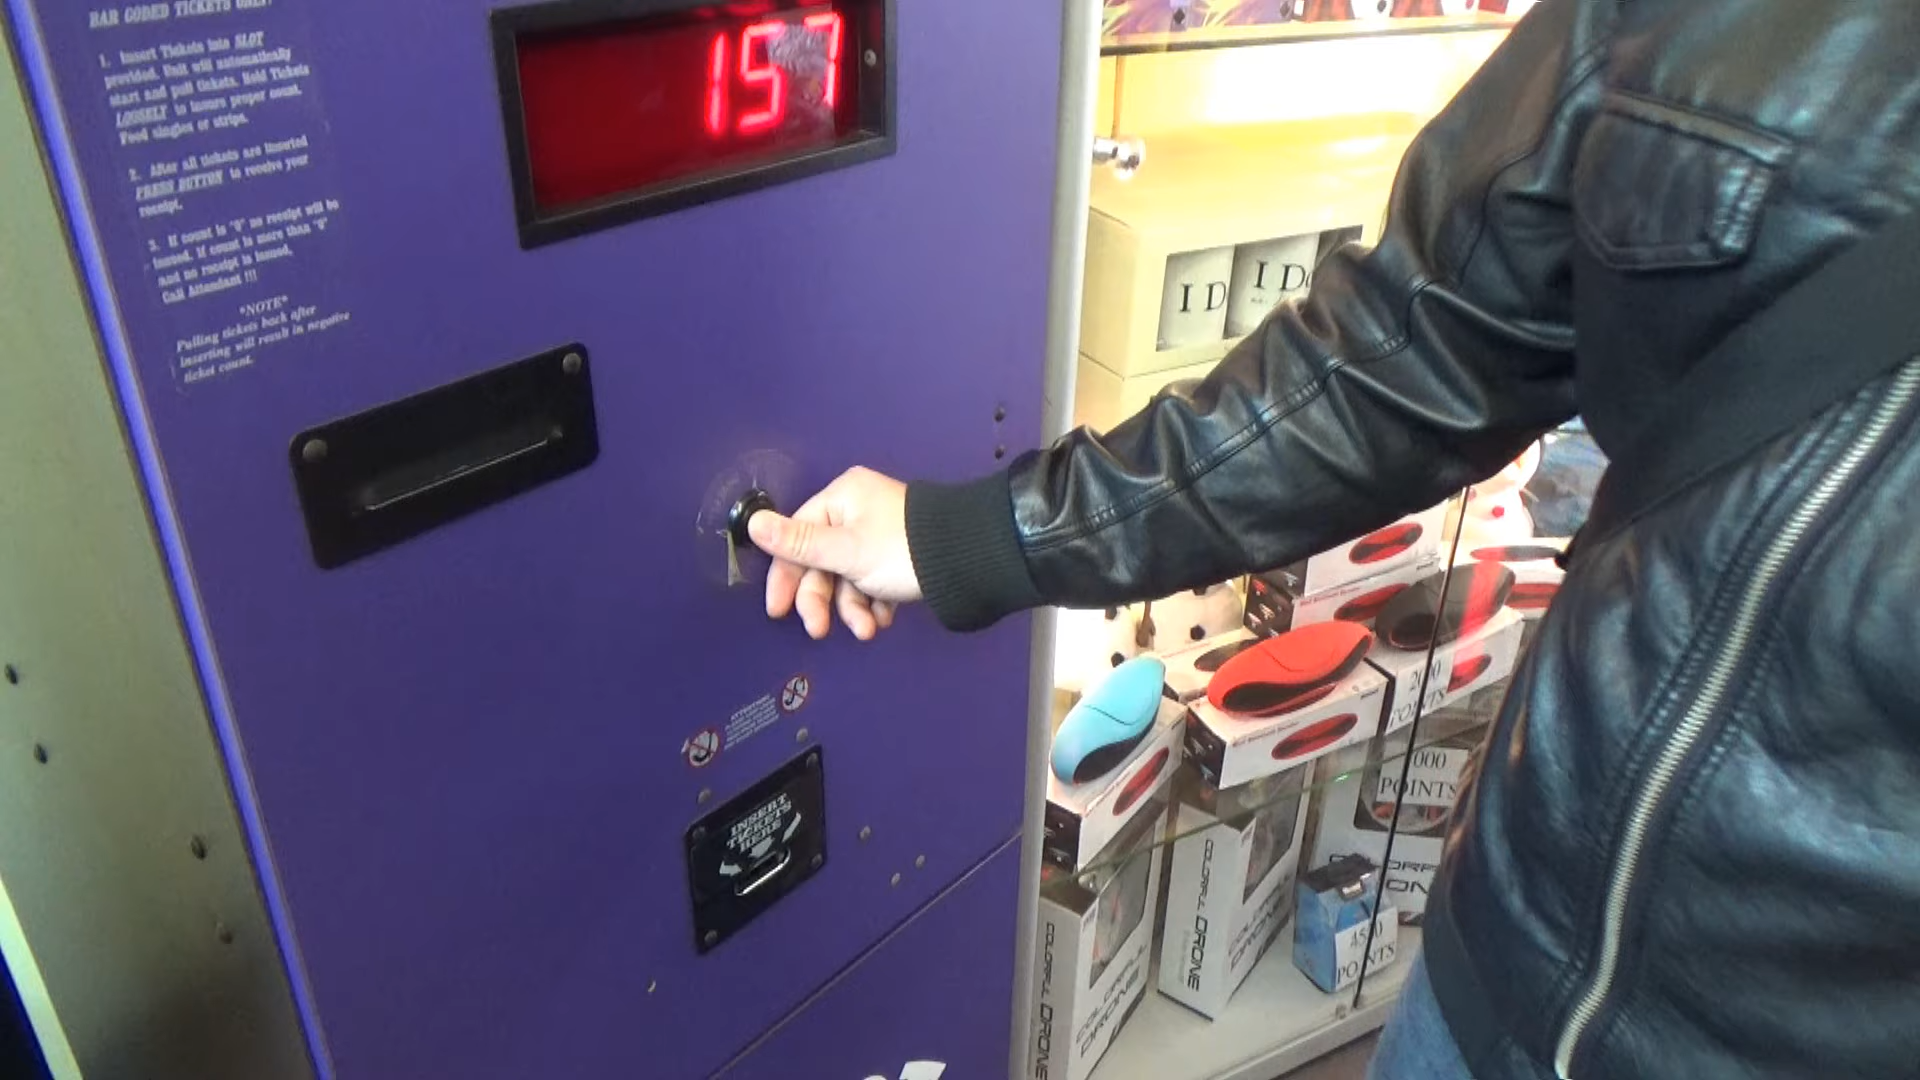 BAR CODED TICKETS ONLY!
1. Insert Tickets into SLOT
provided. Unit will automatically
start and pull tickets. Hold Tickets
LOOSELY to insure proper count.
Feed singles or strips.
2. After all tickets are inserted
PRESS BUTTON to receive your
receipt.
3. If count is "0" no receipt will be
issued. If count is more than "0"
and no receipt is issued,
Call Attendant !!!
*NOTE*
Pulling tickets back after
inserting will result in negative
ticket count.
157
I D
I Do
INSERT
TICKETS
HERE
POINTS
000
POINTS
POINTS
COLORFUL DRONE
COLORFUL DRONE
COLORFUL DRONE
COLORFUL DRONE